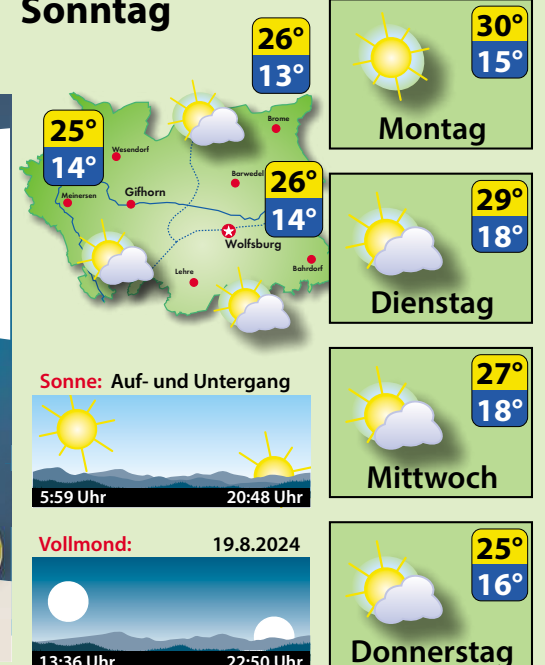 Sonntag
26°
13°
25°
14°
Brome
Wesendorf
Barwedel
26°
14°
Meinersen
Gifhorn
Wolfsburg
Lehre
Bahrdorf
Sonne: Auf- und Untergang
5:59 Uhr 20:48 Uhr
Vollmond: 19.8.2024
13:36 Uhr 22:50 Uhr
30°
15°
Montag
29°
18°
Dienstag
27°
18°
Mittwoch
25°
16°
Donnerstag